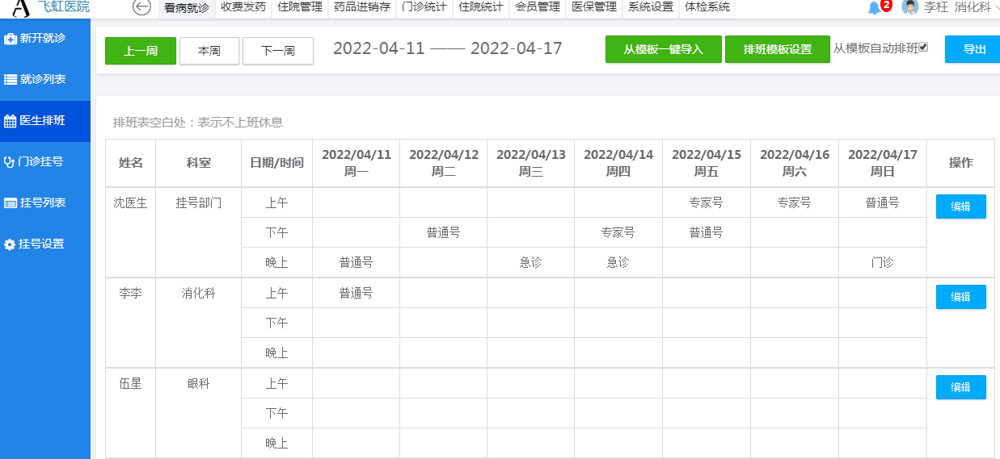 飞虹医院
看病就诊 收费发药 住院管理 药品进销存 门诊统计 住院统计 会员管理 医保管理 系统设置 体检系统
2 李枉 消化科
新开就诊
就诊列表
医生排班
门诊挂号
挂号列表
挂号设置
上一周 本周 下一周 2022-04-11 —— 2022-04-17 从模板一键导入 排班模板设置 从模板自动排班 导出
排班表空白处：表示不上班休息
姓名 科室 日期/时间 2022/04/11 2022/04/12 2022/04/13 2022/04/14 2022/04/15 2022/04/16 2022/04/17 操作
周一 周二 周三 周四 周五 周六 周日
沈医生 挂号部门 上午 专家号 专家号 普通号 编辑
下午 普通号 专家号 普通号
晚上 普通号 急诊 急诊 门诊
李李 消化科 上午 普通号 编辑
下午
晚上
伍星 眼科 上午 编辑
下午
晚上